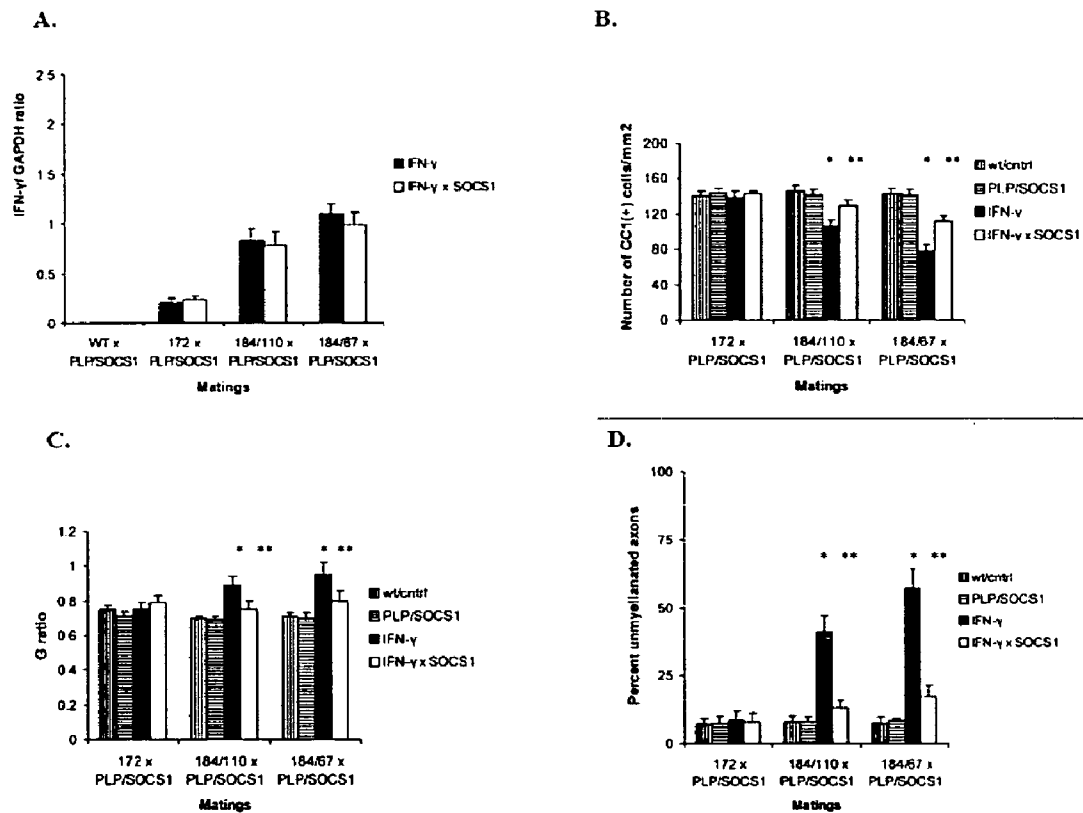 A.
IFN-γ/ GAPDH ratio
2·5
2
1·5
1
0·5
0
WT x PLP/SOCS1
172 x PLP/SOCS1
184/110 x PLP/SOCS1
184/67 x PLP/SOCS1
Matings
IFN-γ
IFN-γ x SOCS1
B.
Number of CC1(+) cells/mm2
200
160
120
80
40
0
172 x PLP/SOCS1
184/110 x PLP/SOCS1
184/67 x PLP/SOCS1
Matings
* ** * **
wt/cntrl
PLP/SOCS1
IFN-γ
IFN-γ x SOCS1
C.
G ratio
1.2
1
0.8
0.6
0.4
0.2
0
172 x PLP/SOCS1
184/110 x PLP/SOCS1
184/67 x PLP/SOCS1
Matings
* ** * **
wt/cntrl
PLP/SOCS1
IFN-γ
IFN-γ x SOCS1
D.
Percent unmyelianated axons
100
75
50
25
0
172 x PLP/SOCS1
184/110 x PLP/SOCS1
184/67 x PLP/SOCS1
Matings
* ** * **
wt/cntrl
PLP/SOCS1
IFN-γ
IFN-γ x SOCS1